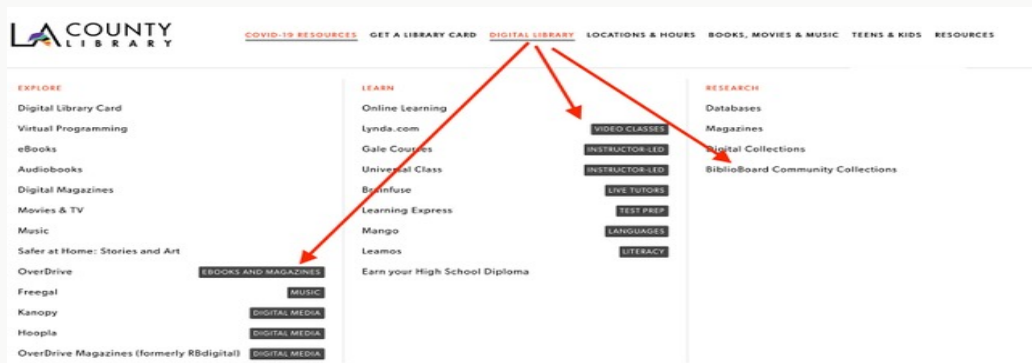 LA COUNTY
LIBRARY
COVID-19 RESOURCES GET A LIBRARY CARD DIGITAL LIBRARY LOCATIONS & HOURS BOOKS, MOVIES & MUSIC TEENS & KIDS RESOURCES
EXPLORE
Digital Library Card
Virtual Programming
eBooks
Audiobooks
Digital Magazines
Movies & TV
Music
Safer at Home: Stories and Art
OverDrive EBOOKS AND MAGAZINES
Freegal MUSIC
Kanopy DIGITAL MEDIA
Hoopla DIGITAL MEDIA
OverDrive Magazines (formerly RBdigital) DIGITAL MEDIA
LEARN
Online Learning
Lynda.com VIDEO CLASSES
Gale Courses INSTRUCTOR-LED
Universal Class INSTRUCTOR-LED
Brainfuse LIVE TUTORS
Learning Express TEST PREP
Mango LANGUAGES
Leamos LITERACY
Earn your High School Diploma
RESEARCH
Databases
Magazines
Digital Collections
BiblioBoard Community Collections